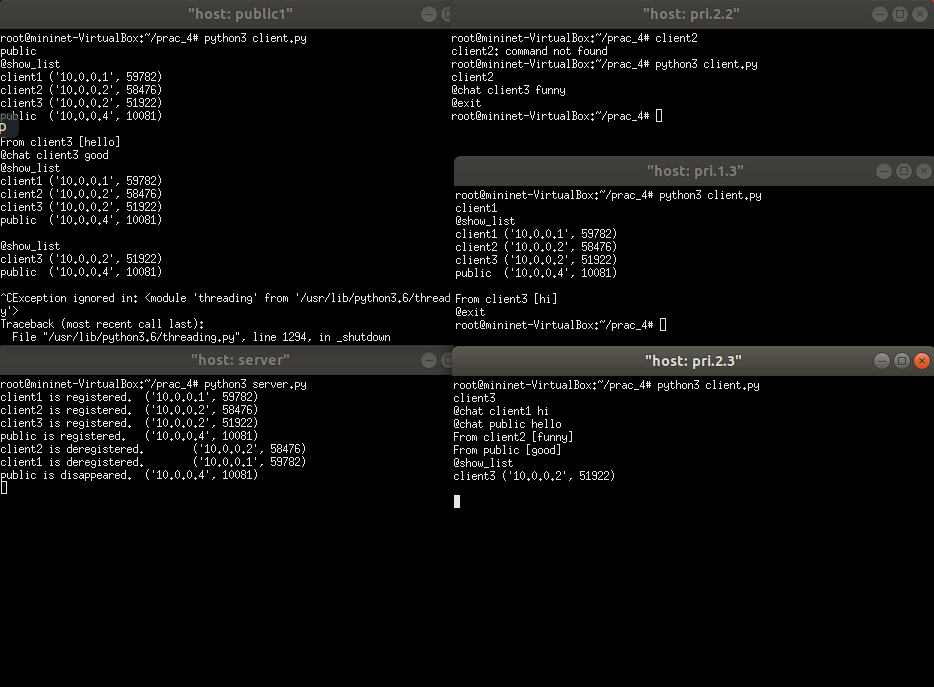 "host: public1"
root@mininet-VirtualBox:~/prac_4# python3 client.py
public
@show_list
client1 ('10.0.0.1', 59782)
client2 ('10.0.0.2', 58476)
client3 ('10.0.0.2', 51922)
public  ('10.0.0.4', 10081)
p
From client3 [hello]
@chat client3 good
@show_list
client1 ('10.0.0.1', 59782)
client2 ('10.0.0.2', 58476)
client3 ('10.0.0.2', 51922)
public  ('10.0.0.4', 10081)
@show_list
client3 ('10.0.0.2', 51922)
public  ('10.0.0.4', 10081)
^CException ignored in: <module 'threading' from '/usr/lib/python3.6/thread
y'>
Traceback (most recent call last):
  File "/usr/lib/python3.6/threading.py", line 1294, in _shutdown
"host: pri.2.2"
root@mininet-VirtualBox:~/prac_4# client2
client2: command not found
root@mininet-VirtualBox:~/prac_4# python3 client.py
client2
@chat client3 funny
@exit
root@mininet-VirtualBox:~/prac_4#
"host: pri.1.3"
root@mininet-VirtualBox:~/prac_4# python3 client.py
client1
@show_list
client1 ('10.0.0.1', 59782)
client2 ('10.0.0.2', 58476)
client3 ('10.0.0.2', 51922)
public  ('10.0.0.4', 10081)
From client3 [hi]
@exit
root@mininet-VirtualBox:~/prac_4#
"host: server"
root@mininet-VirtualBox:~/prac_4# python3 server.py
client1 is registered.  ('10.0.0.1', 59782)
client2 is registered.  ('10.0.0.2', 58476)
client3 is registered.  ('10.0.0.2', 51922)
public is registered.   ('10.0.0.4', 10081)
client2 is deregistered.        ('10.0.0.2', 58476)
client1 is deregistered.        ('10.0.0.1', 59782)
public is disappeared.  ('10.0.0.4', 10081)
"host: pri.2.3"
root@mininet-VirtualBox:~/prac_4# python3 client.py
client3
@chat client1 hi
@chat public hello
From client2 [funny]
From public [good]
@show_list
client3 ('10.0.0.2', 51922)